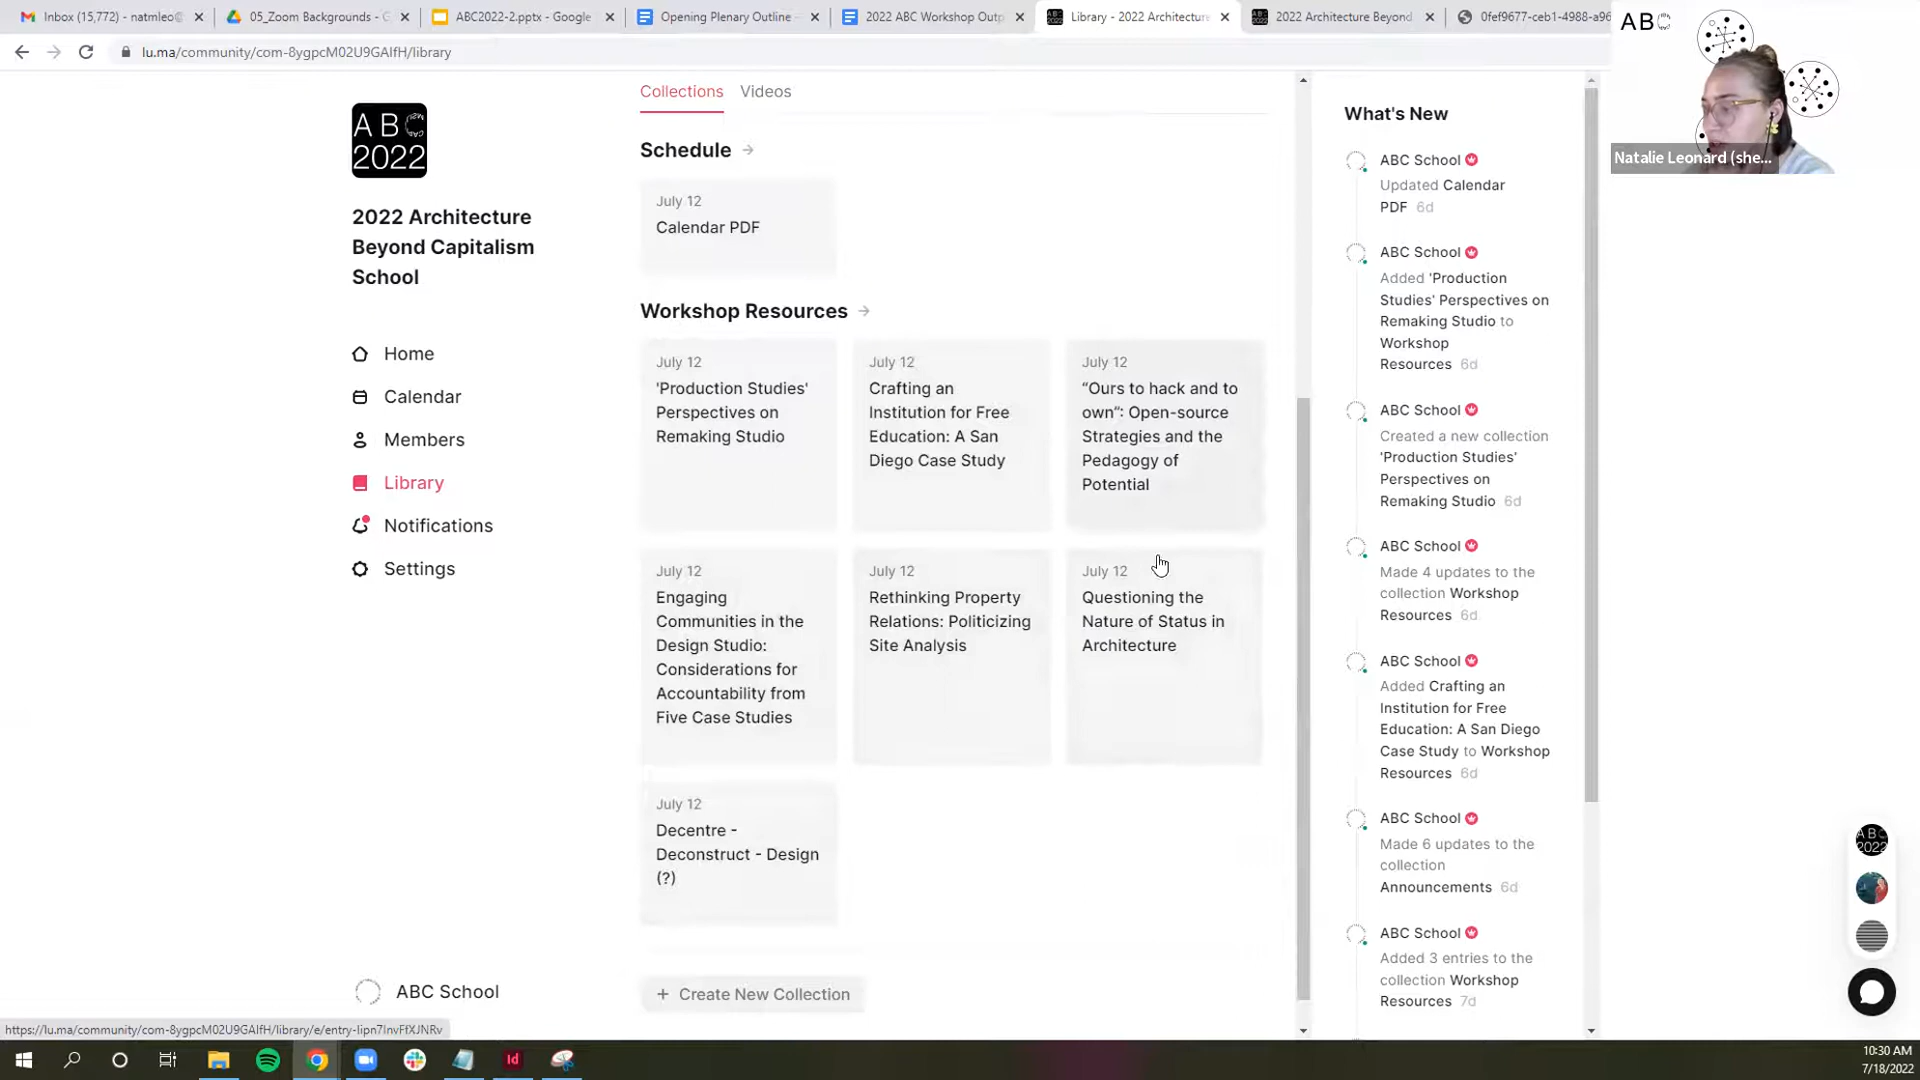 Inbox (15,772) - natmleo@
05_Zoom Backgrounds - G
ABC2022-2.pptx - Google
Opening Plenary Outline -
2022 ABC Workshop Outp
Library - 2022 Architecture
2022 Architecture Beyond
0fef9677-ceb1-4988-a96
lu.ma/community/com-8ygpcM02U9GAIfH/library
ABC
Natalie Leonard (she...
ABC
2022
2022 Architecture
Beyond Capitalism
School
Home
Calendar
Members
Library
Notifications
Settings
ABC School
Collections
Videos
Schedule
July 12
Calendar PDF
Workshop Resources
July 12
'Production Studies'
Perspectives on
Remaking Studio
July 12
Crafting an
Institution for Free
Education: A San
Diego Case Study
July 12
“Ours to hack and to
own”: Open-source
Strategies and the
Pedagogy of
Potential
July 12
Engaging
Communities in the
Design Studio:
Considerations for
Accountability from
Five Case Studies
July 12
Rethinking Property
Relations: Politicizing
Site Analysis
July 12
Questioning the
Nature of Status in
Architecture
July 12
Decentre -
Deconstruct - Design
(?)
+ Create New Collection
What's New
ABC School
Updated Calendar
PDF 6d
ABC School
Added 'Production
Studies' Perspectives on
Remaking Studio to
Workshop
Resources 6d
ABC School
Created a new collection
'Production Studies'
Perspectives on
Remaking Studio 6d
ABC School
Made 4 updates to the
collection Workshop
Resources 6d
ABC School
Added Crafting an
Institution for Free
Education: A San Diego
Case Study to Workshop
Resources 6d
ABC School
Made 6 updates to the
collection
Announcements 6d
ABC School
Added 3 entries to the
collection Workshop
Resources 7d
ABC
2022
https://lu.ma/community/com-8ygpcM02U9GAIfH/library/e/entry-lipn7InvFfXJNRv
Id
10:30 AM
7/18/2022